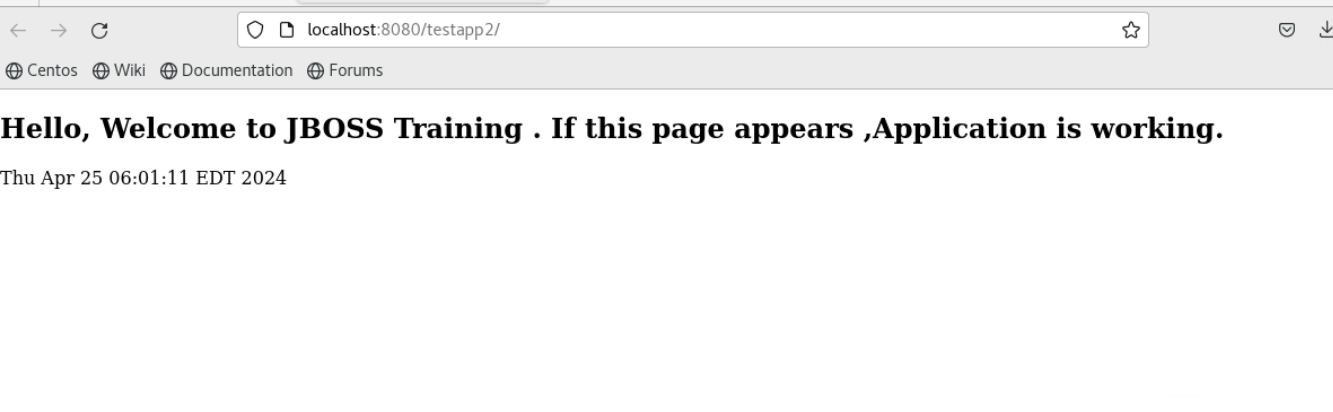 localhost:8080/testapp2/
Centos Wiki Documentation Forums
Hello, Welcome to JBOSS Training . If this page appears ,Application is working.
Thu Apr 25 06:01:11 EDT 2024